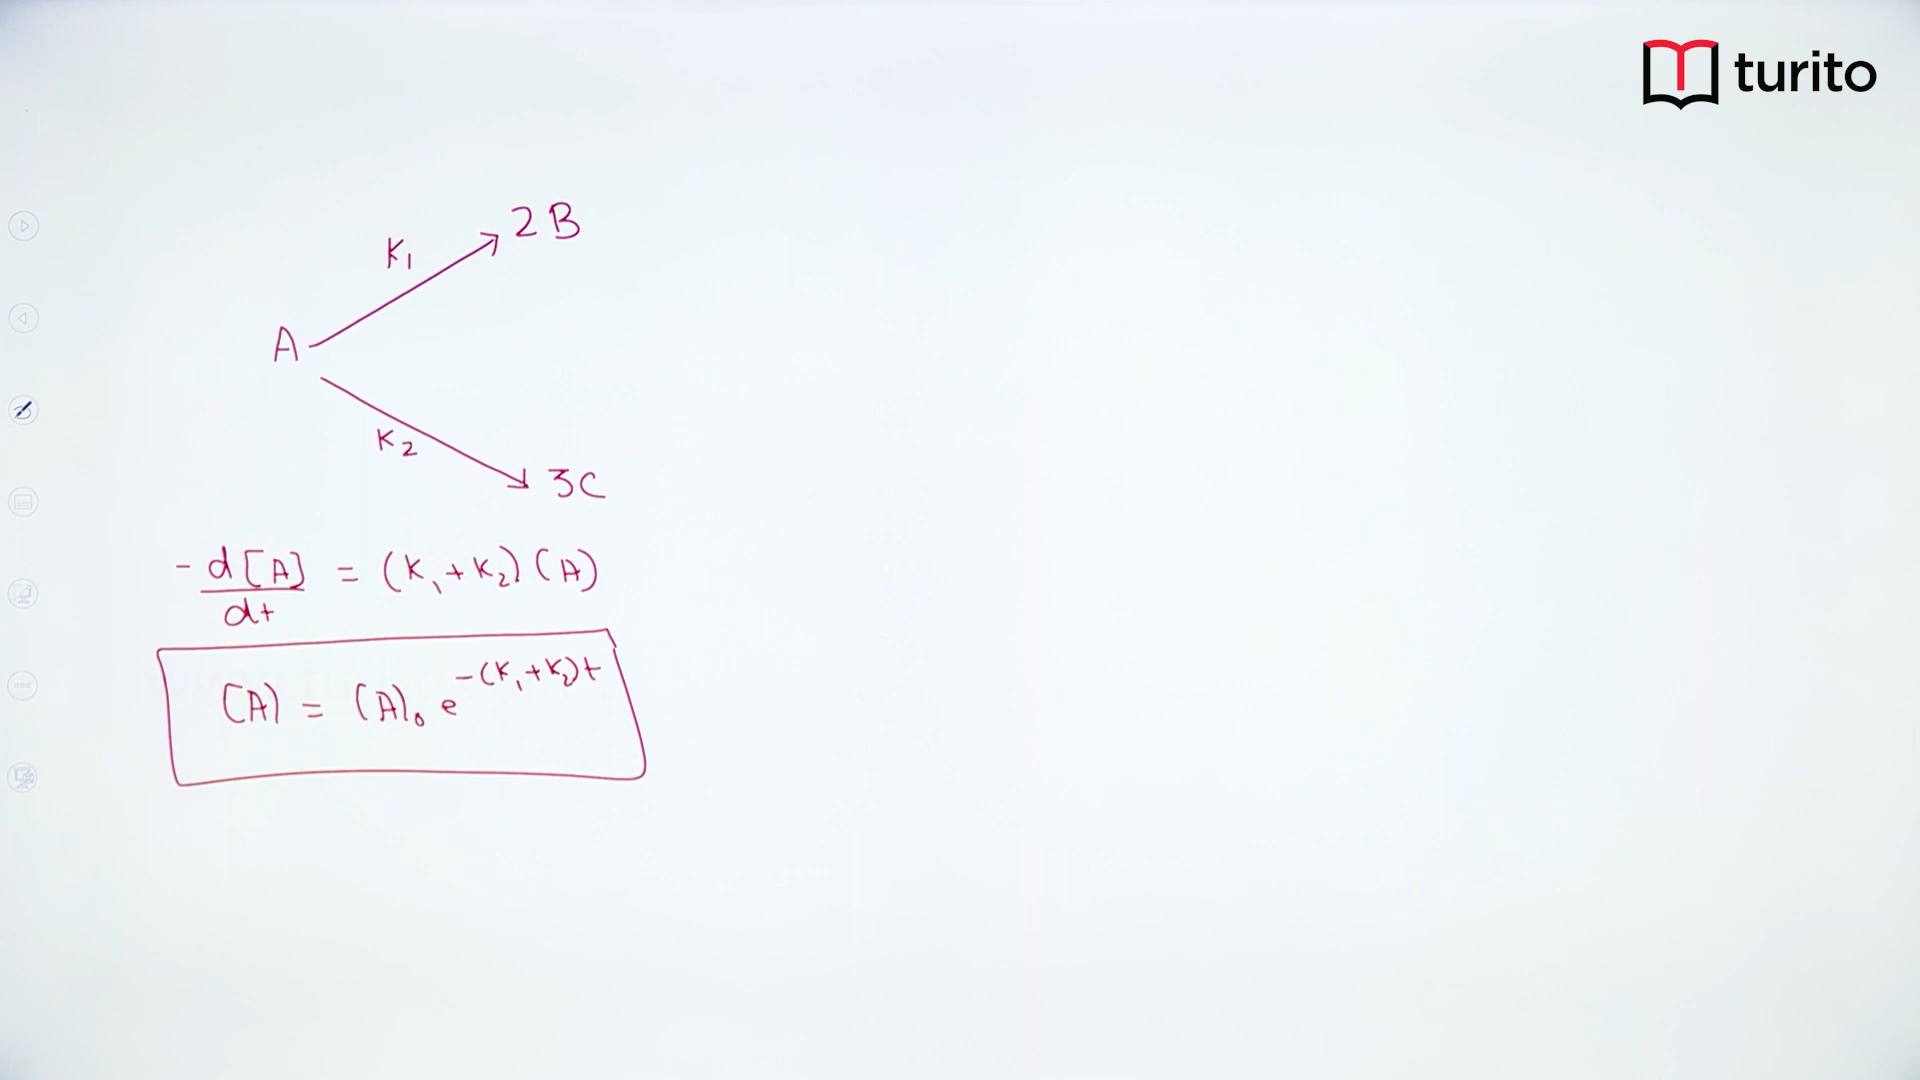 turito
2B
K₁
A
K₂
3C
- d[A]/dt = (K₁+K₂)(A)
(A) = (A)₀ e^-(K₁+K₂)t